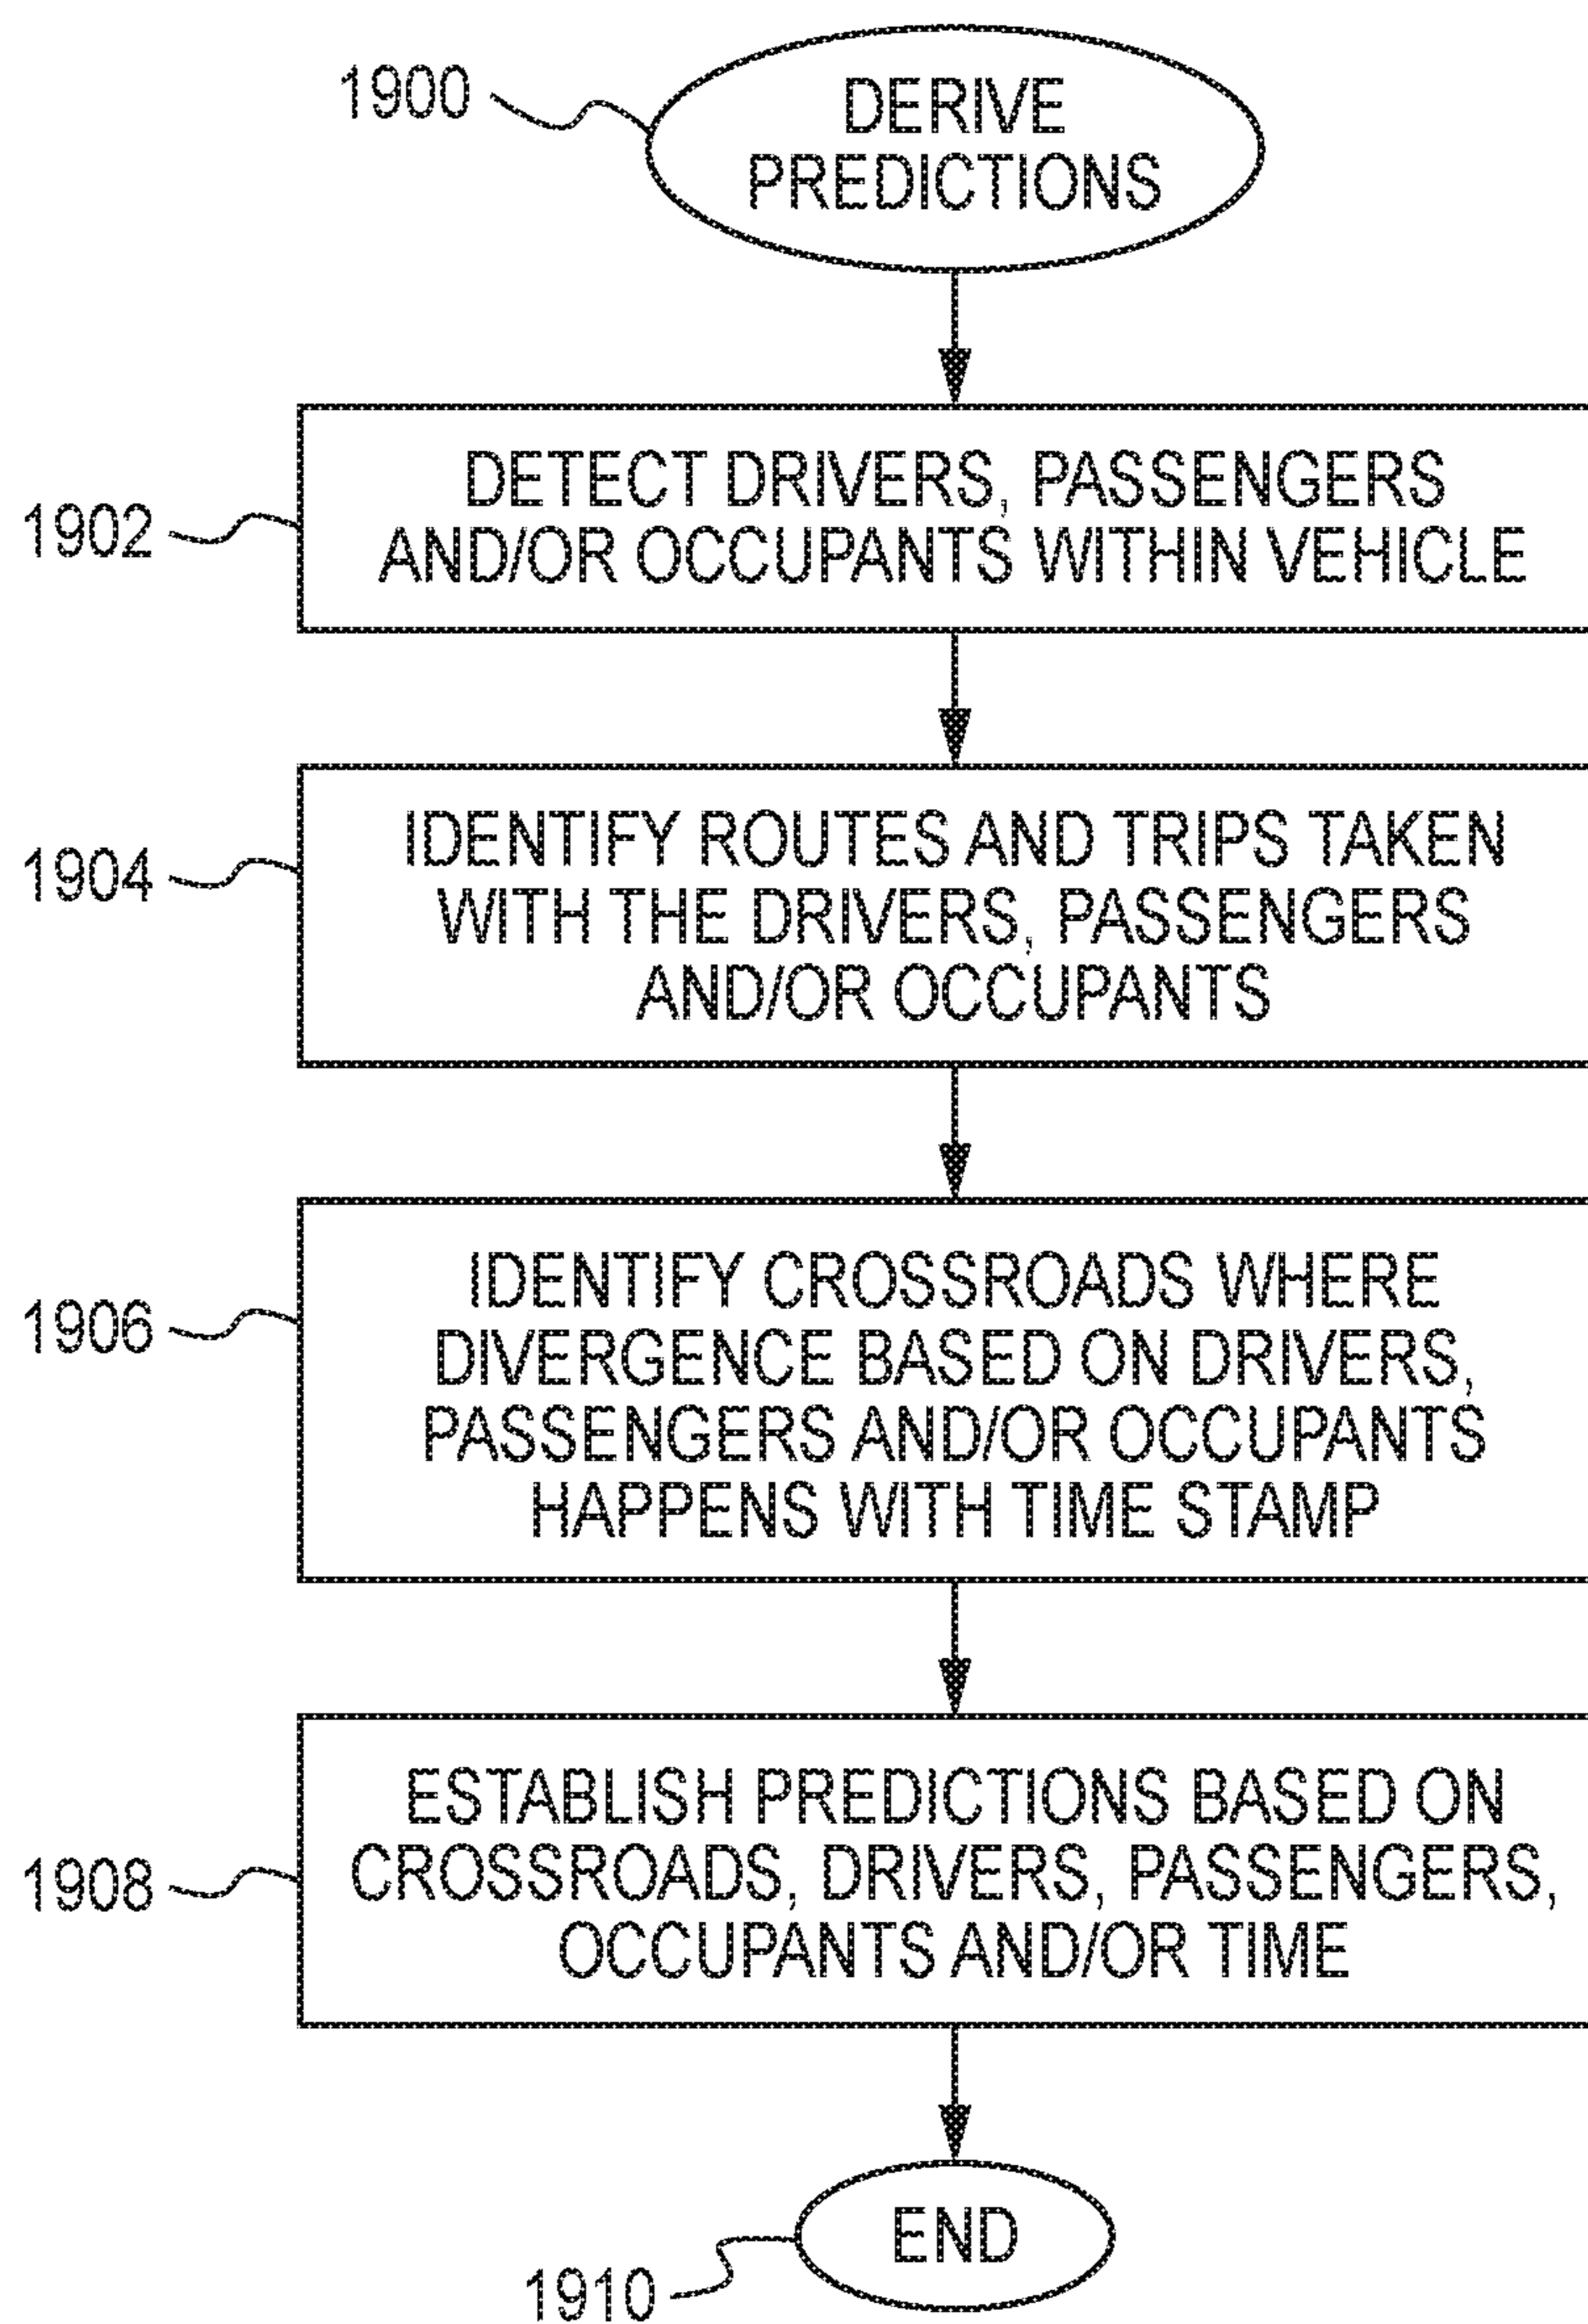 1900
DERIVE
PREDICTIONS
1902
DETECT DRIVERS, PASSENGERS
AND/OR OCCUPANTS WITHIN VEHICLE
1904
IDENTIFY ROUTES AND TRIPS TAKEN
WITH THE DRIVERS, PASSENGERS
AND/OR OCCUPANTS
1906
IDENTIFY CROSSROADS WHERE
DIVERGENCE BASED ON DRIVERS,
PASSENGERS AND/OR OCCUPANTS
HAPPENS WITH TIME STAMP
1908
ESTABLISH PREDICTIONS BASED ON
CROSSROADS, DRIVERS, PASSENGERS,
OCCUPANTS AND/OR TIME
END
1910